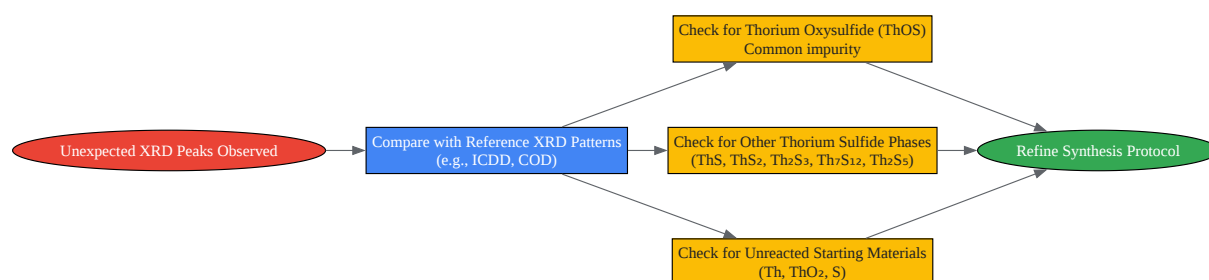 Unexpected XRD Peaks Observed
Compare with Reference XRD Patterns
(e.g., ICDD, COD)
Check for Thorium Oxysulfide (ThOS)
Common impurity
Check for Other Thorium Sulfide Phases
(ThS, ThS₂, Th₂S₃, Th₇S₁₂, Th₂S₅)
Check for Unreacted Starting Materials
(Th, ThO₂, S)
Refine Synthesis Protocol